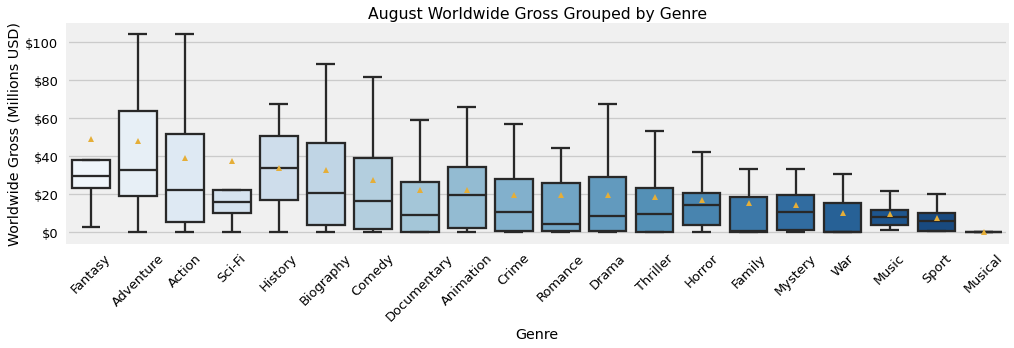 August Worldwide Gross Grouped by Genre
Worldwide Gross (Millions USD)
$100
$80
$60
$40
$20
$0
Fantasy
Adventure
Action
Sci-Fi
History
Biography
Comedy
Documentary
Animation
Crime
Romance
Drama
Thriller
Horror
Family
Mystery
War
Music
Sport
Musical
Genre